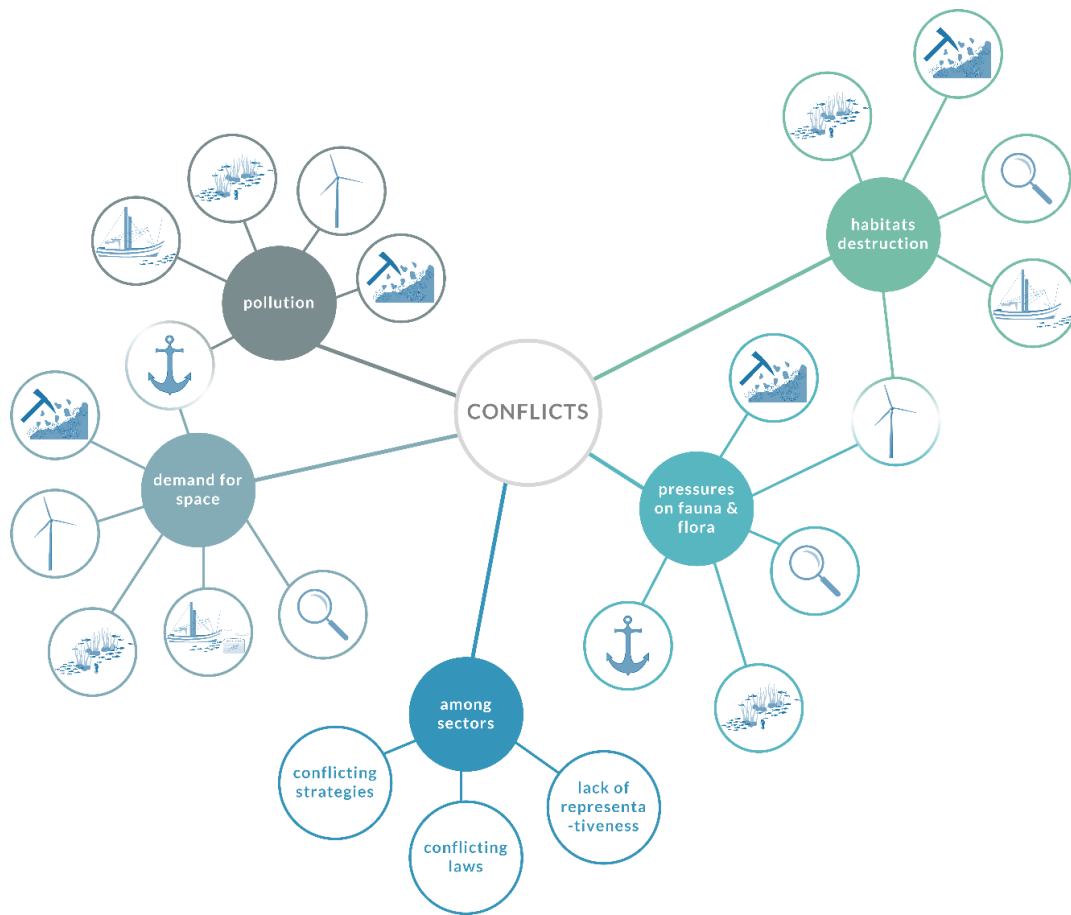 habitats
destruction
pollution
CONFLICTS
demand for
space
pressures
on fauna &
flora
among
sectors
conflicting
strategies
conflicting
laws
lack of
representa
-tiveness